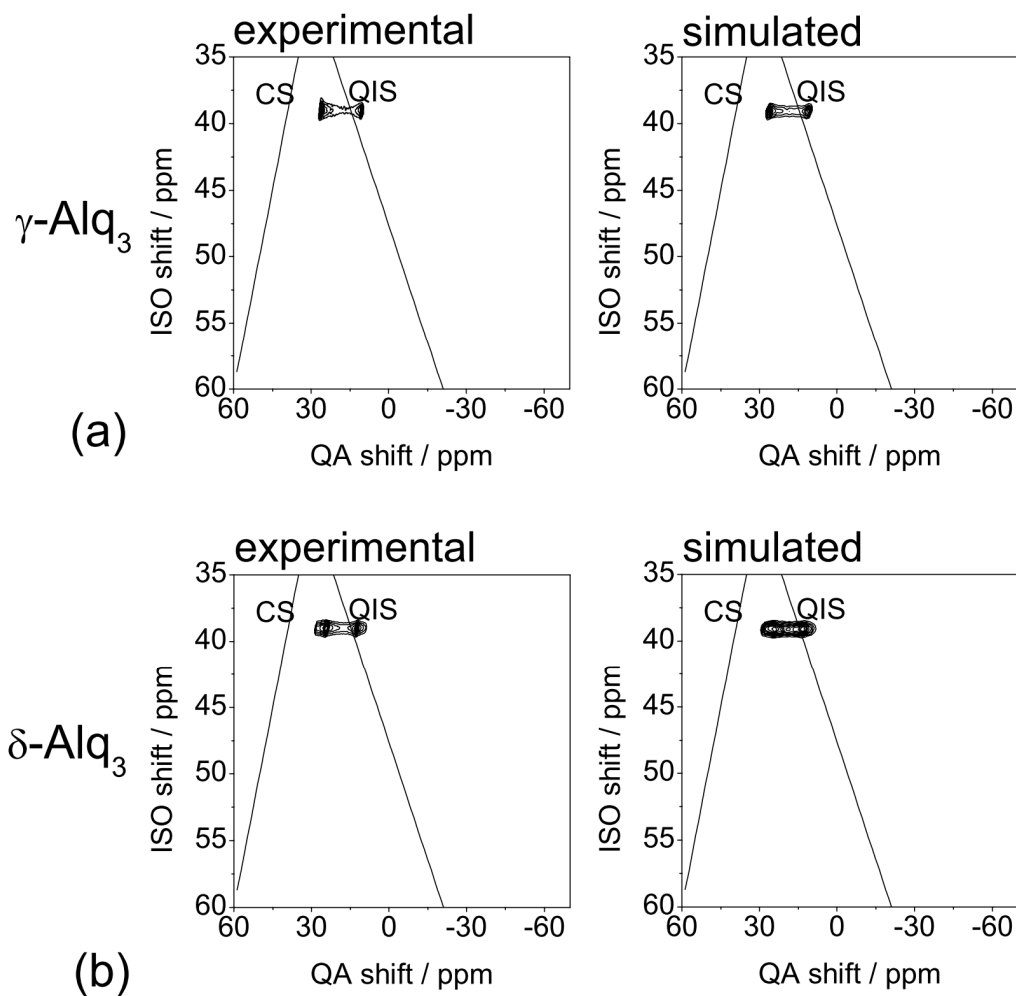 experimental
simulated
γ-Alq3
35
40
45
50
55
60
ISO shift / ppm
CS
QIS
60 30 0 -30 -60
QA shift / ppm
35
40
45
50
55
60
ISO shift / ppm
CS
QIS
60 30 0 -30 -60
QA shift / ppm
(a)
experimental
simulated
δ-Alq3
35
40
45
50
55
60
ISO shift / ppm
CS
QIS
60 30 0 -30 -60
QA shift / ppm
35
40
45
50
55
60
ISO shift / ppm
CS
QIS
60 30 0 -30 -60
QA shift / ppm
(b)